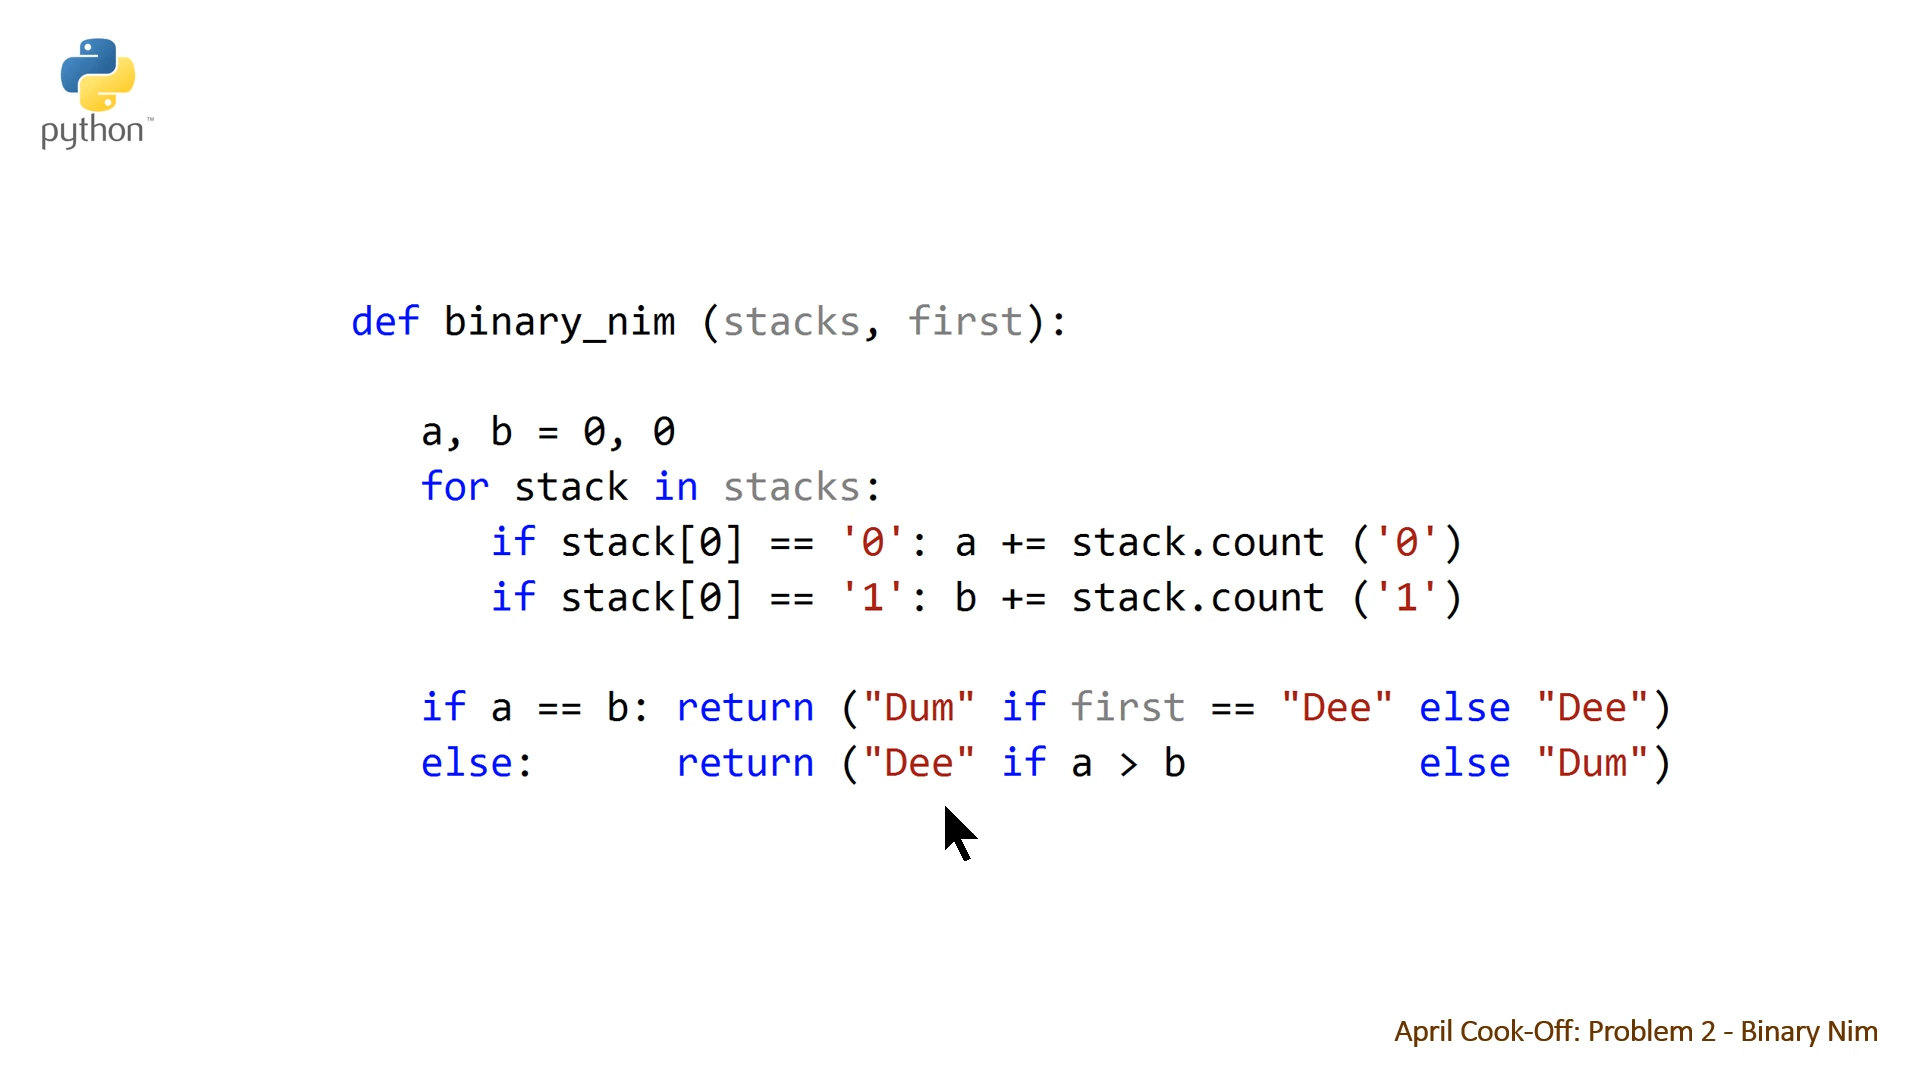 python™
def binary_nim (stacks, first):
a, b = 0, 0
for stack in stacks:
if stack[0] == '0': a += stack.count ('0')
if stack[0] == '1': b += stack.count ('1')
if a == b: return ("Dum" if first == "Dee" else "Dee")
else: return ("Dee" if a > b else "Dum")
April Cook-Off: Problem 2 - Binary Nim